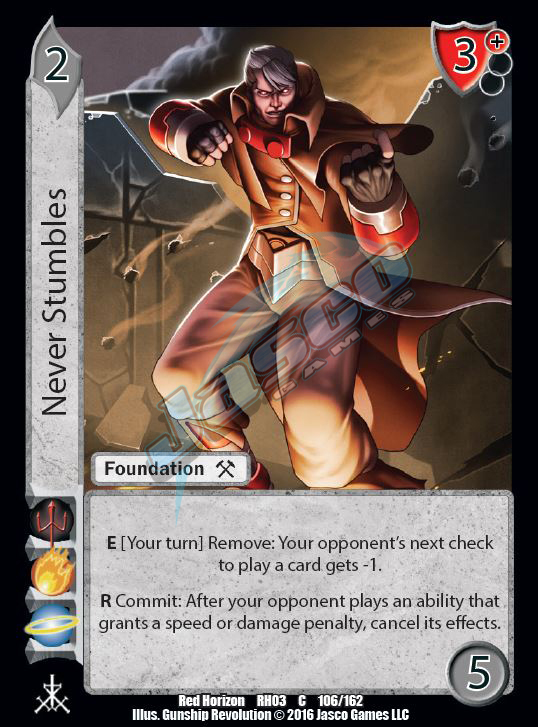 2
3
+
Never Stumbles
JASCO
GAMES
Foundation
E [Your turn] Remove: Your opponent's next check
to play a card gets -1.
R Commit: After your opponent plays an ability that
grants a speed or damage penalty, cancel its effects.
5
Red Horizon RH03 C 106/162
Illus. Gunship Revolution © 2016 Jasco Games LLC